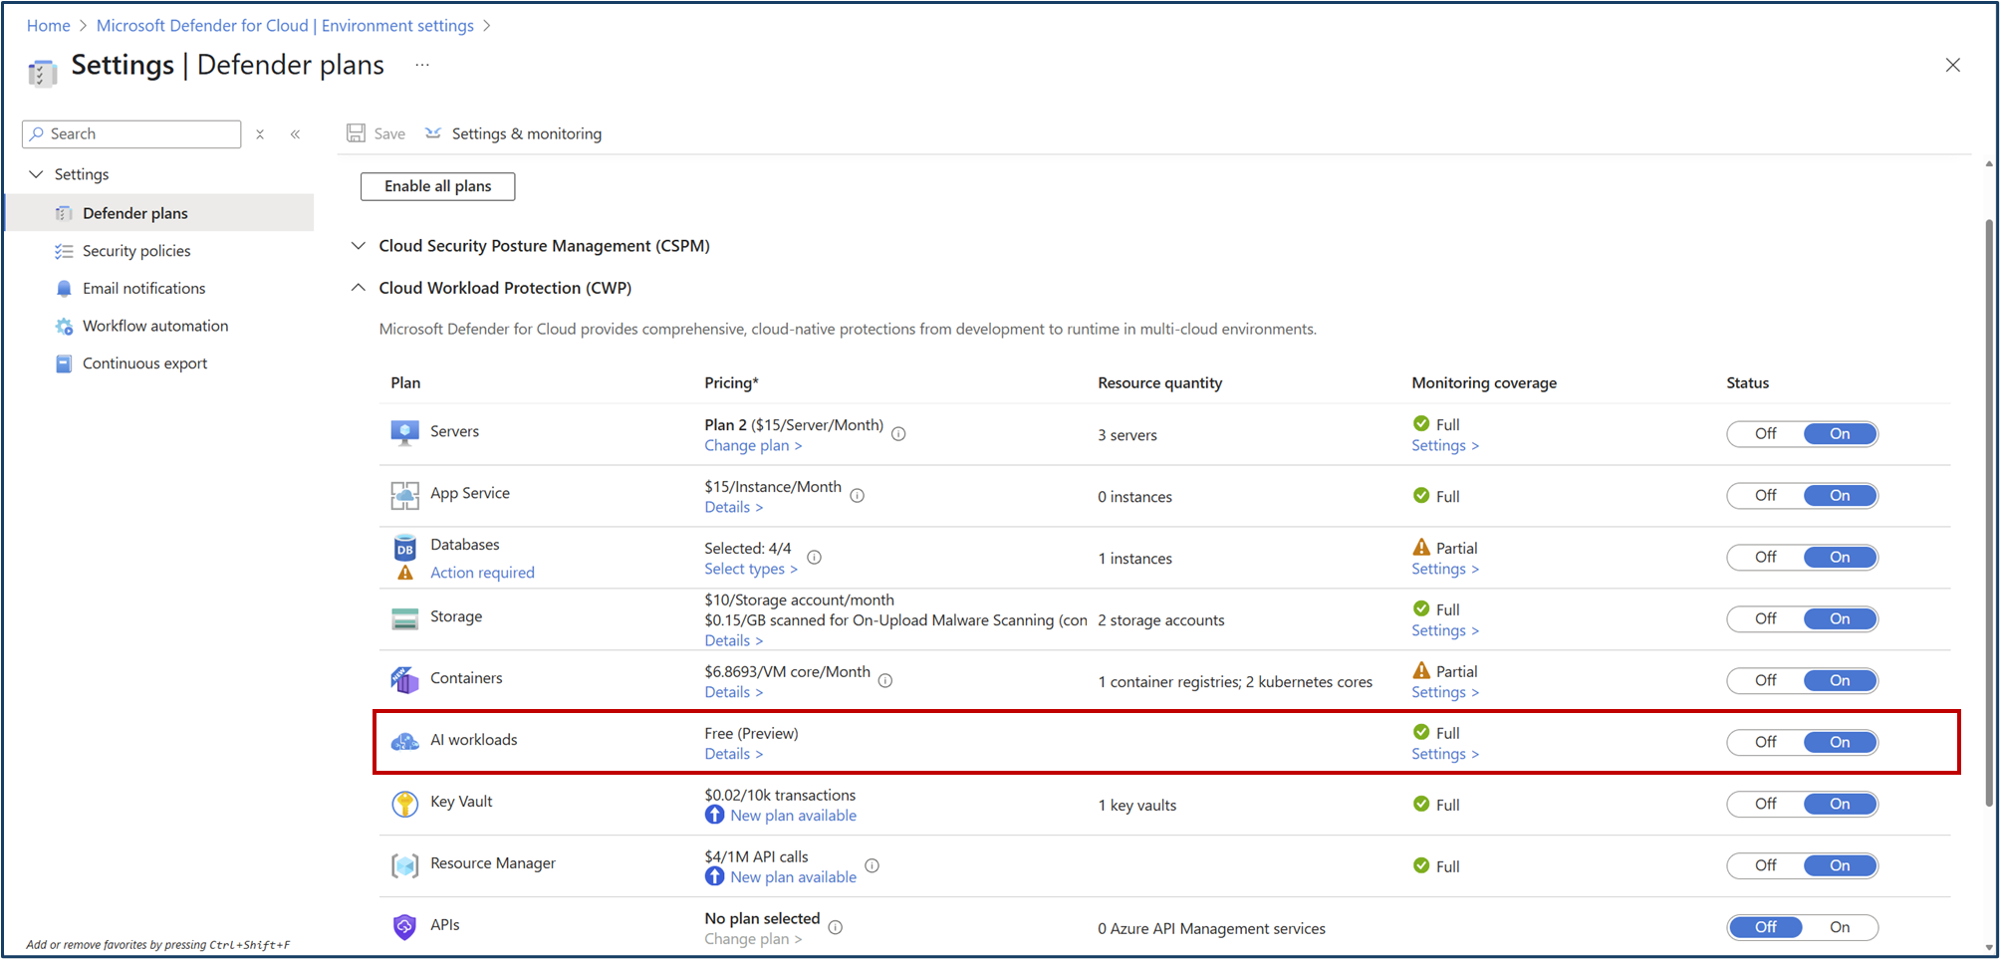 Home > Microsoft Defender for Cloud | Environment settings >
Settings | Defender plans ...
Search
Save
Settings & monitoring
Settings
Defender plans
Security policies
Email notifications
Workflow automation
Continuous export
Add or remove favorites by pressing Ctrl+Shift+F
Enable all plans
Cloud Security Posture Management (CSPM)
Cloud Workload Protection (CWP)
Microsoft Defender for Cloud provides comprehensive, cloud-native protections from development to runtime in multi-cloud environments.
Plan Pricing* Resource quantity Monitoring coverage Status
Servers
Plan 2 ($15/Server/Month)
Change plan >
3 servers
Full
Settings >
Off On
App Service
$15/Instance/Month
Details >
0 instances
Full
Off On
DB
Databases
Action required
Selected: 4/4
Select types >
1 instances
Partial
Settings >
Off On
Storage
$10/Storage account/month
$0.15/GB scanned for On-Upload Malware Scanning (con
Details >
2 storage accounts
Full
Settings >
Off On
Containers
$6.8693/VM core/Month
Details >
1 container registries; 2 kubernetes cores
Partial
Settings >
Off On
AI workloads
Free (Preview)
Details >
Full
Settings >
Off On
Key Vault
$0.02/10k transactions
New plan available
1 key vaults
Full
Off On
Resource Manager
$4/1M API calls
New plan available
Full
Off On
APIs
No plan selected
Change plan >
0 Azure API Management services
Off On